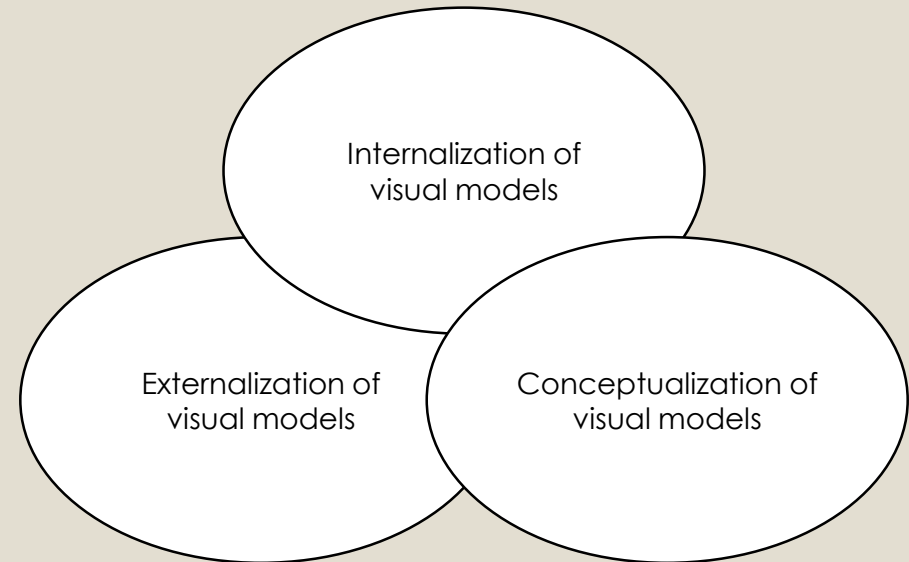 Internalization of
visual models
Externalization of
visual models
Conceptualization of
visual models